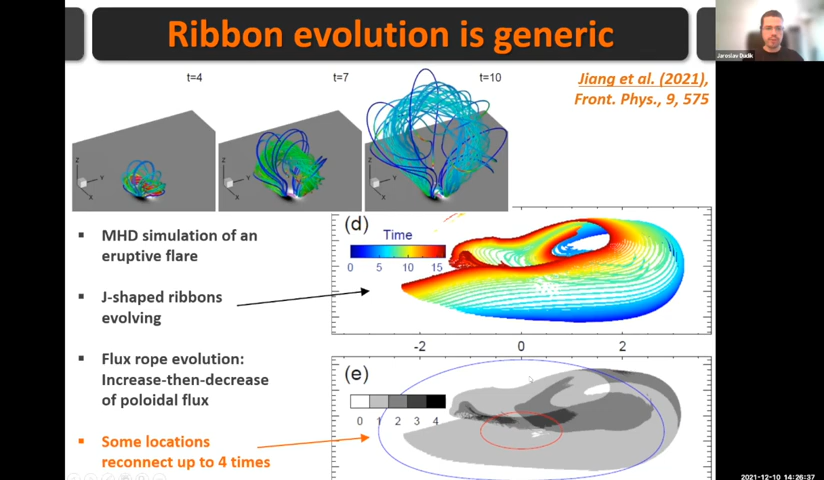 Ribbon evolution is generic
Jaroslav Dudik
t=4
t=7
t=10
Jiang et al. (2021),
Front. Phys., 9, 575
Z
Y
X
Z
Y
X
Z
Y
X
MHD simulation of an
eruptive flare
J-shaped ribbons
evolving
Flux rope evolution:
Increase-then-decrease
of poloidal flux
Some locations
reconnect up to 4 times
(d)
Time
0 5 10 15
-2 0 2
(e)
0 1 2 3 4
2021-12-10 14:26:37